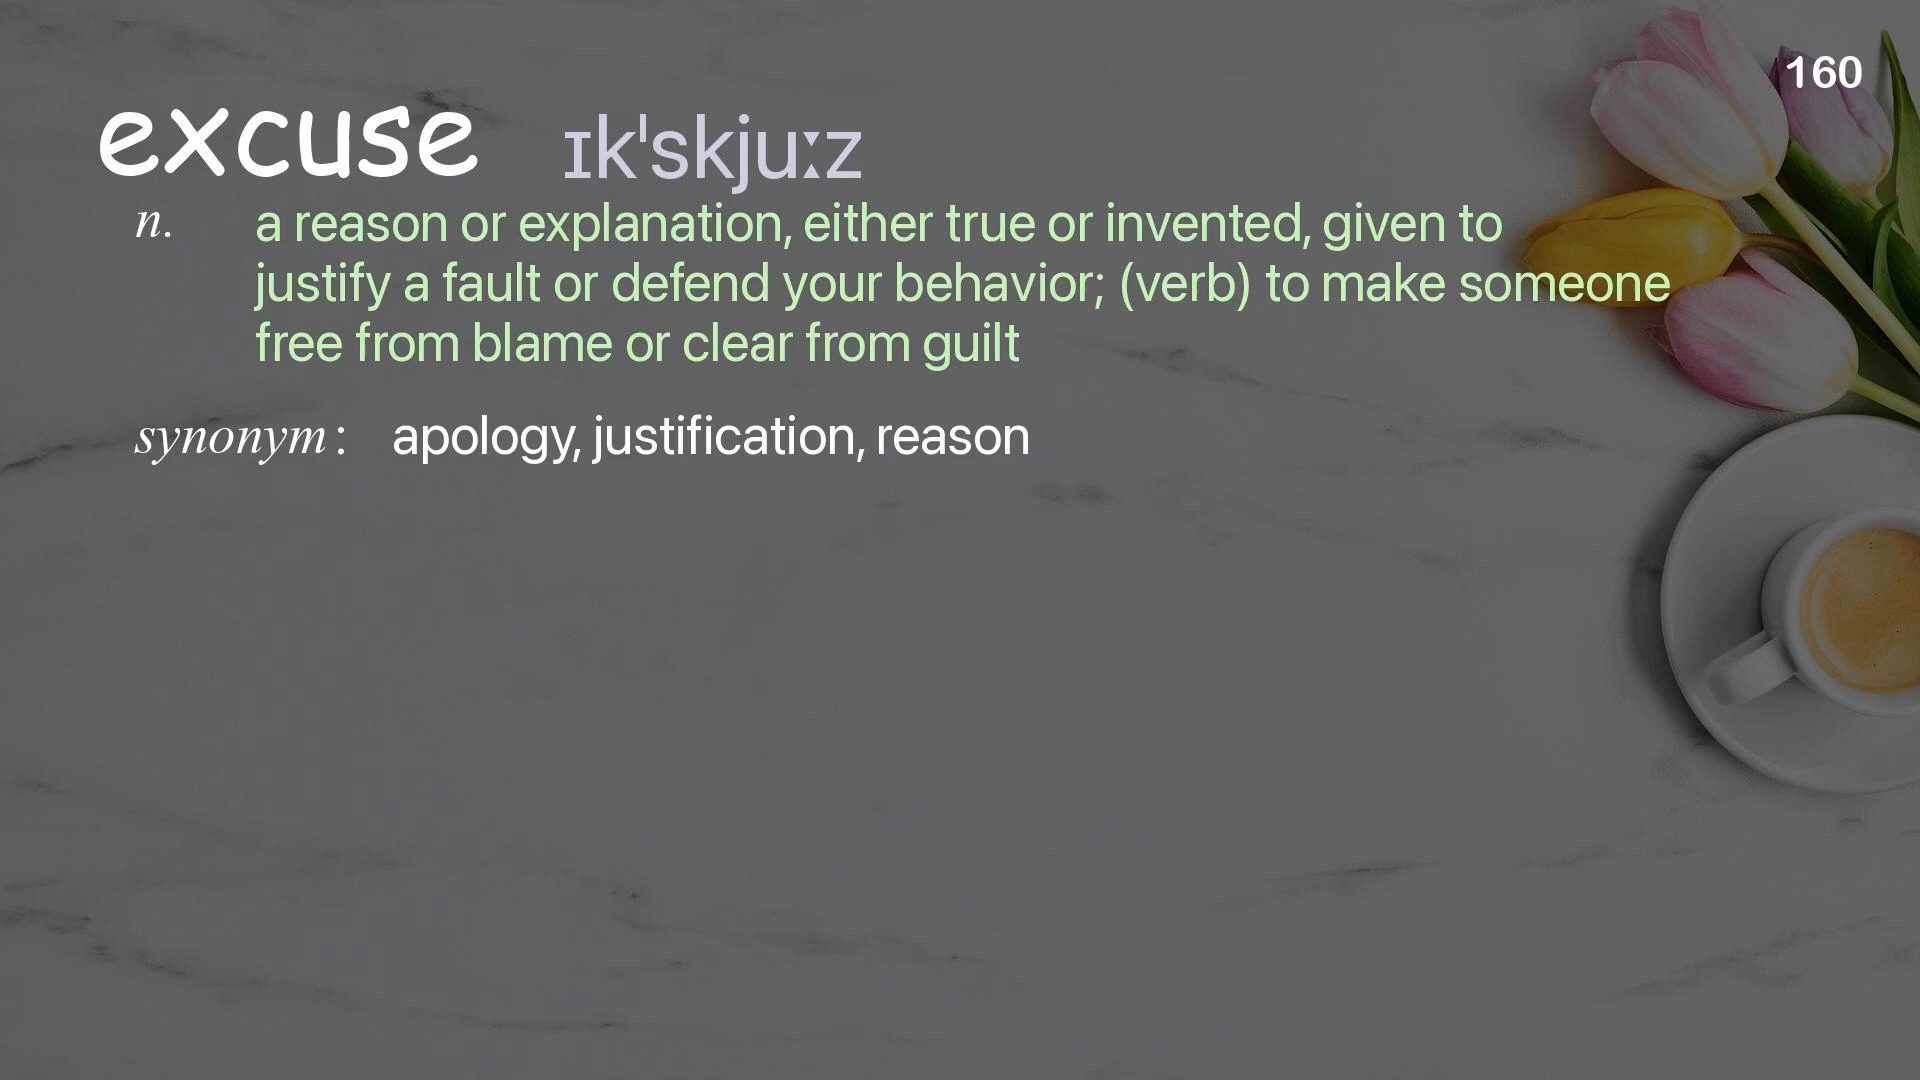 160
excuse ɪkˈskjuːz
n. a reason or explanation, either true or invented, given to
justify a fault or defend your behavior; (verb) to make someone
free from blame or clear from guilt
synonym : apology, justification, reason